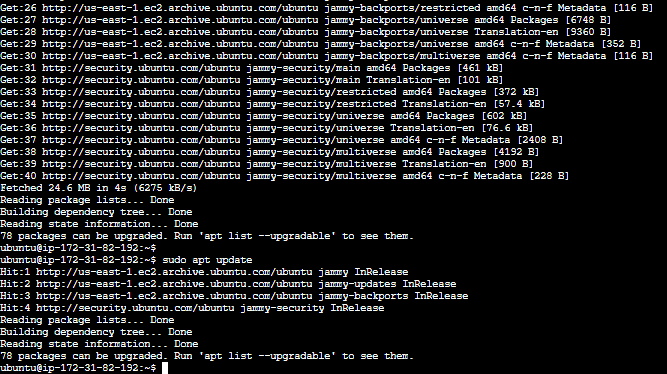 Get:26 http://us-east-1.ec2.archive.ubuntu.com/ubuntu jammy-backports/restricted amd64 c-n-f Metadata [116 B]
Get:27 http://us-east-1.ec2.archive.ubuntu.com/ubuntu jammy-backports/universe amd64 Packages [6748 B]
Get:28 http://us-east-1.ec2.archive.ubuntu.com/ubuntu jammy-backports/universe Translation-en [9360 B]
Get:29 http://us-east-1.ec2.archive.ubuntu.com/ubuntu jammy-backports/universe amd64 c-n-f Metadata [352 B]
Get:30 http://us-east-1.ec2.archive.ubuntu.com/ubuntu jammy-backports/multiverse amd64 c-n-f Metadata [116 B]
Get:31 http://security.ubuntu.com/ubuntu jammy-security/main amd64 Packages [461 kB]
Get:32 http://security.ubuntu.com/ubuntu jammy-security/main Translation-en [101 kB]
Get:33 http://security.ubuntu.com/ubuntu jammy-security/restricted amd64 Packages [372 kB]
Get:34 http://security.ubuntu.com/ubuntu jammy-security/restricted Translation-en [57.4 kB]
Get:35 http://security.ubuntu.com/ubuntu jammy-security/universe amd64 Packages [602 kB]
Get:36 http://security.ubuntu.com/ubuntu jammy-security/universe Translation-en [76.6 kB]
Get:37 http://security.ubuntu.com/ubuntu jammy-security/universe amd64 c-n-f Metadata [2408 B]
Get:38 http://security.ubuntu.com/ubuntu jammy-security/multiverse amd64 Packages [4192 B]
Get:39 http://security.ubuntu.com/ubuntu jammy-security/multiverse Translation-en [900 B]
Get:40 http://security.ubuntu.com/ubuntu jammy-security/multiverse amd64 c-n-f Metadata [228 B]
Fetched 24.6 MB in 4s (6275 kB/s)
Reading package lists... Done
Building dependency tree... Done
Reading state information... Done
78 packages can be upgraded. Run 'apt list --upgradable' to see them.
ubuntu@ip-172-31-82-192:~$
ubuntu@ip-172-31-82-192:~$ sudo apt update
Hit:1 http://us-east-1.ec2.archive.ubuntu.com/ubuntu jammy InRelease
Hit:2 http://us-east-1.ec2.archive.ubuntu.com/ubuntu jammy-updates InRelease
Hit:3 http://us-east-1.ec2.archive.ubuntu.com/ubuntu jammy-backports InRelease
Hit:4 http://security.ubuntu.com/ubuntu jammy-security InRelease
Reading package lists... Done
Building dependency tree... Done
Reading state information... Done
78 packages can be upgraded. Run 'apt list --upgradable' to see them.
ubuntu@ip-172-31-82-192:~$